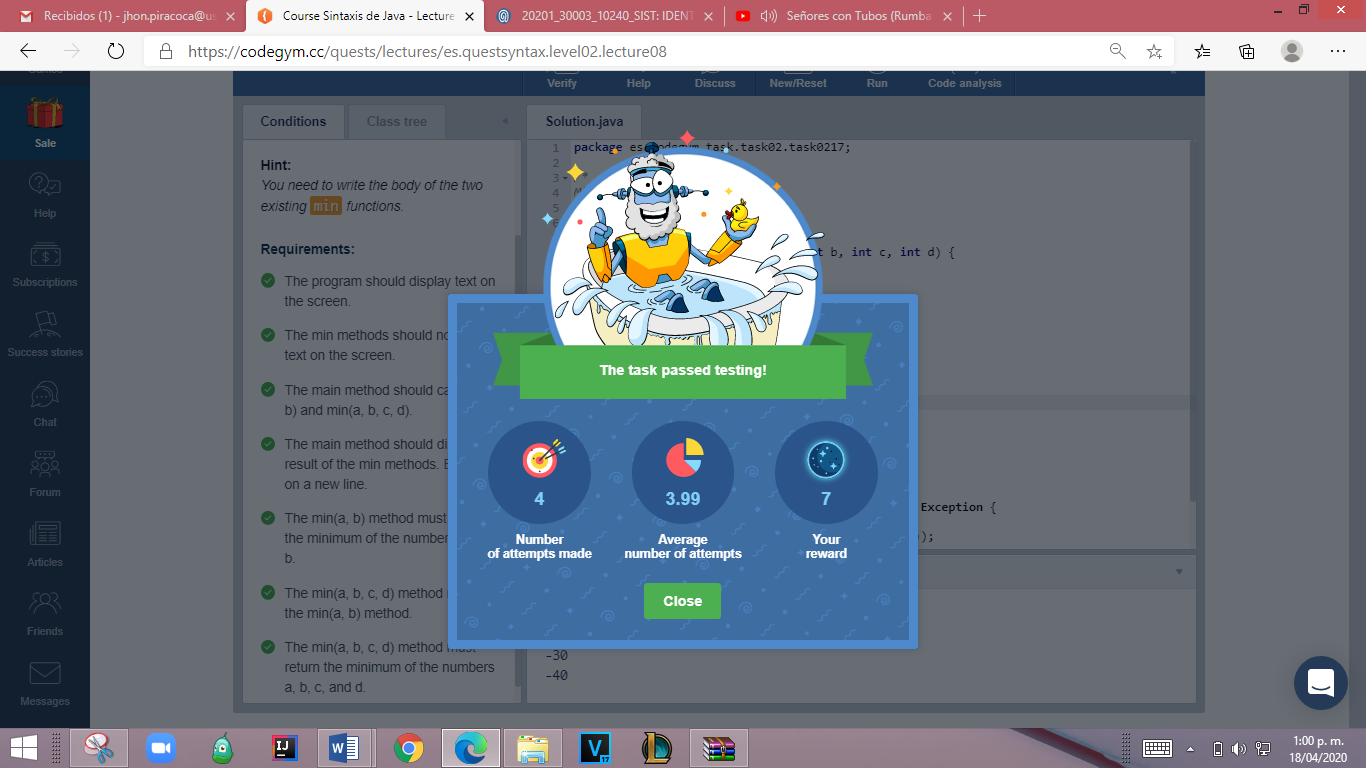 Recibidos (1) - jhon.piracoca@us
Course Sintaxis de Java - Lecture
20201_30003_10240_SIST: IDENT
Señores con Tubos (Rumba
https://codegym.cc/quests/lectures/es.questsyntax.level02.lecture08
Games
Sale
Help
Subscriptions
Success stories
Chat
Forum
Articles
Friends
Messages
Verify
Help
Discuss
New/Reset
Run
Code analysis
Conditions
Class tree
Hint:
You need to write the body of the two
existing min functions.
Requirements:
The program should display text on
the screen.
The min methods should no
text on the screen.
The main method should ca
b) and min(a, b, c, d).
The main method should di
result of the min methods. E
on a new line.
The min(a, b) method must
the minimum of the number
b.
The min(a, b, c, d) method
the min(a, b) method.
The min(a, b, c, d) method must
return the minimum of the numbers
a, b, c, and d.
Solution.java
1 package es.codegym.task.task02.task0217;
2
3
4
5
t b, int c, int d) {
Exception {
);
-30
-40
The task passed testing!
4
Number
of attempts made
3.99
Average
number of attempts
7
Your
reward
Close
IJ
W
V
17
1:00 p. m.
18/04/2020